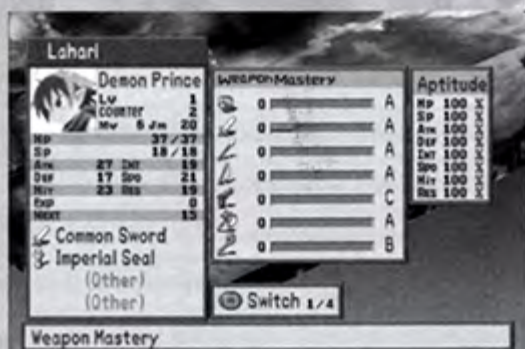 Laharl
Demon Prince
Lv 1
COUNTER 2
Mv 5 Jm 20
HP 37/37
SP 18/18
ATK 27 INT 19
DEF 17 SPD 21
HIT 23 RES 19
EXP 0
NEXT 15
Common Sword
Imperial Seal
(Other)
(Other)
Weapon Mastery
0 A
0 A
0 A
0 A
0 C
0 A
0 B
Switch 1/4
Aptitude
HP 100 %
SP 100 %
ATK 100 %
DEF 100 %
INT 100 %
SPD 100 %
HIT 100 %
RES 100 %
Weapon Mastery